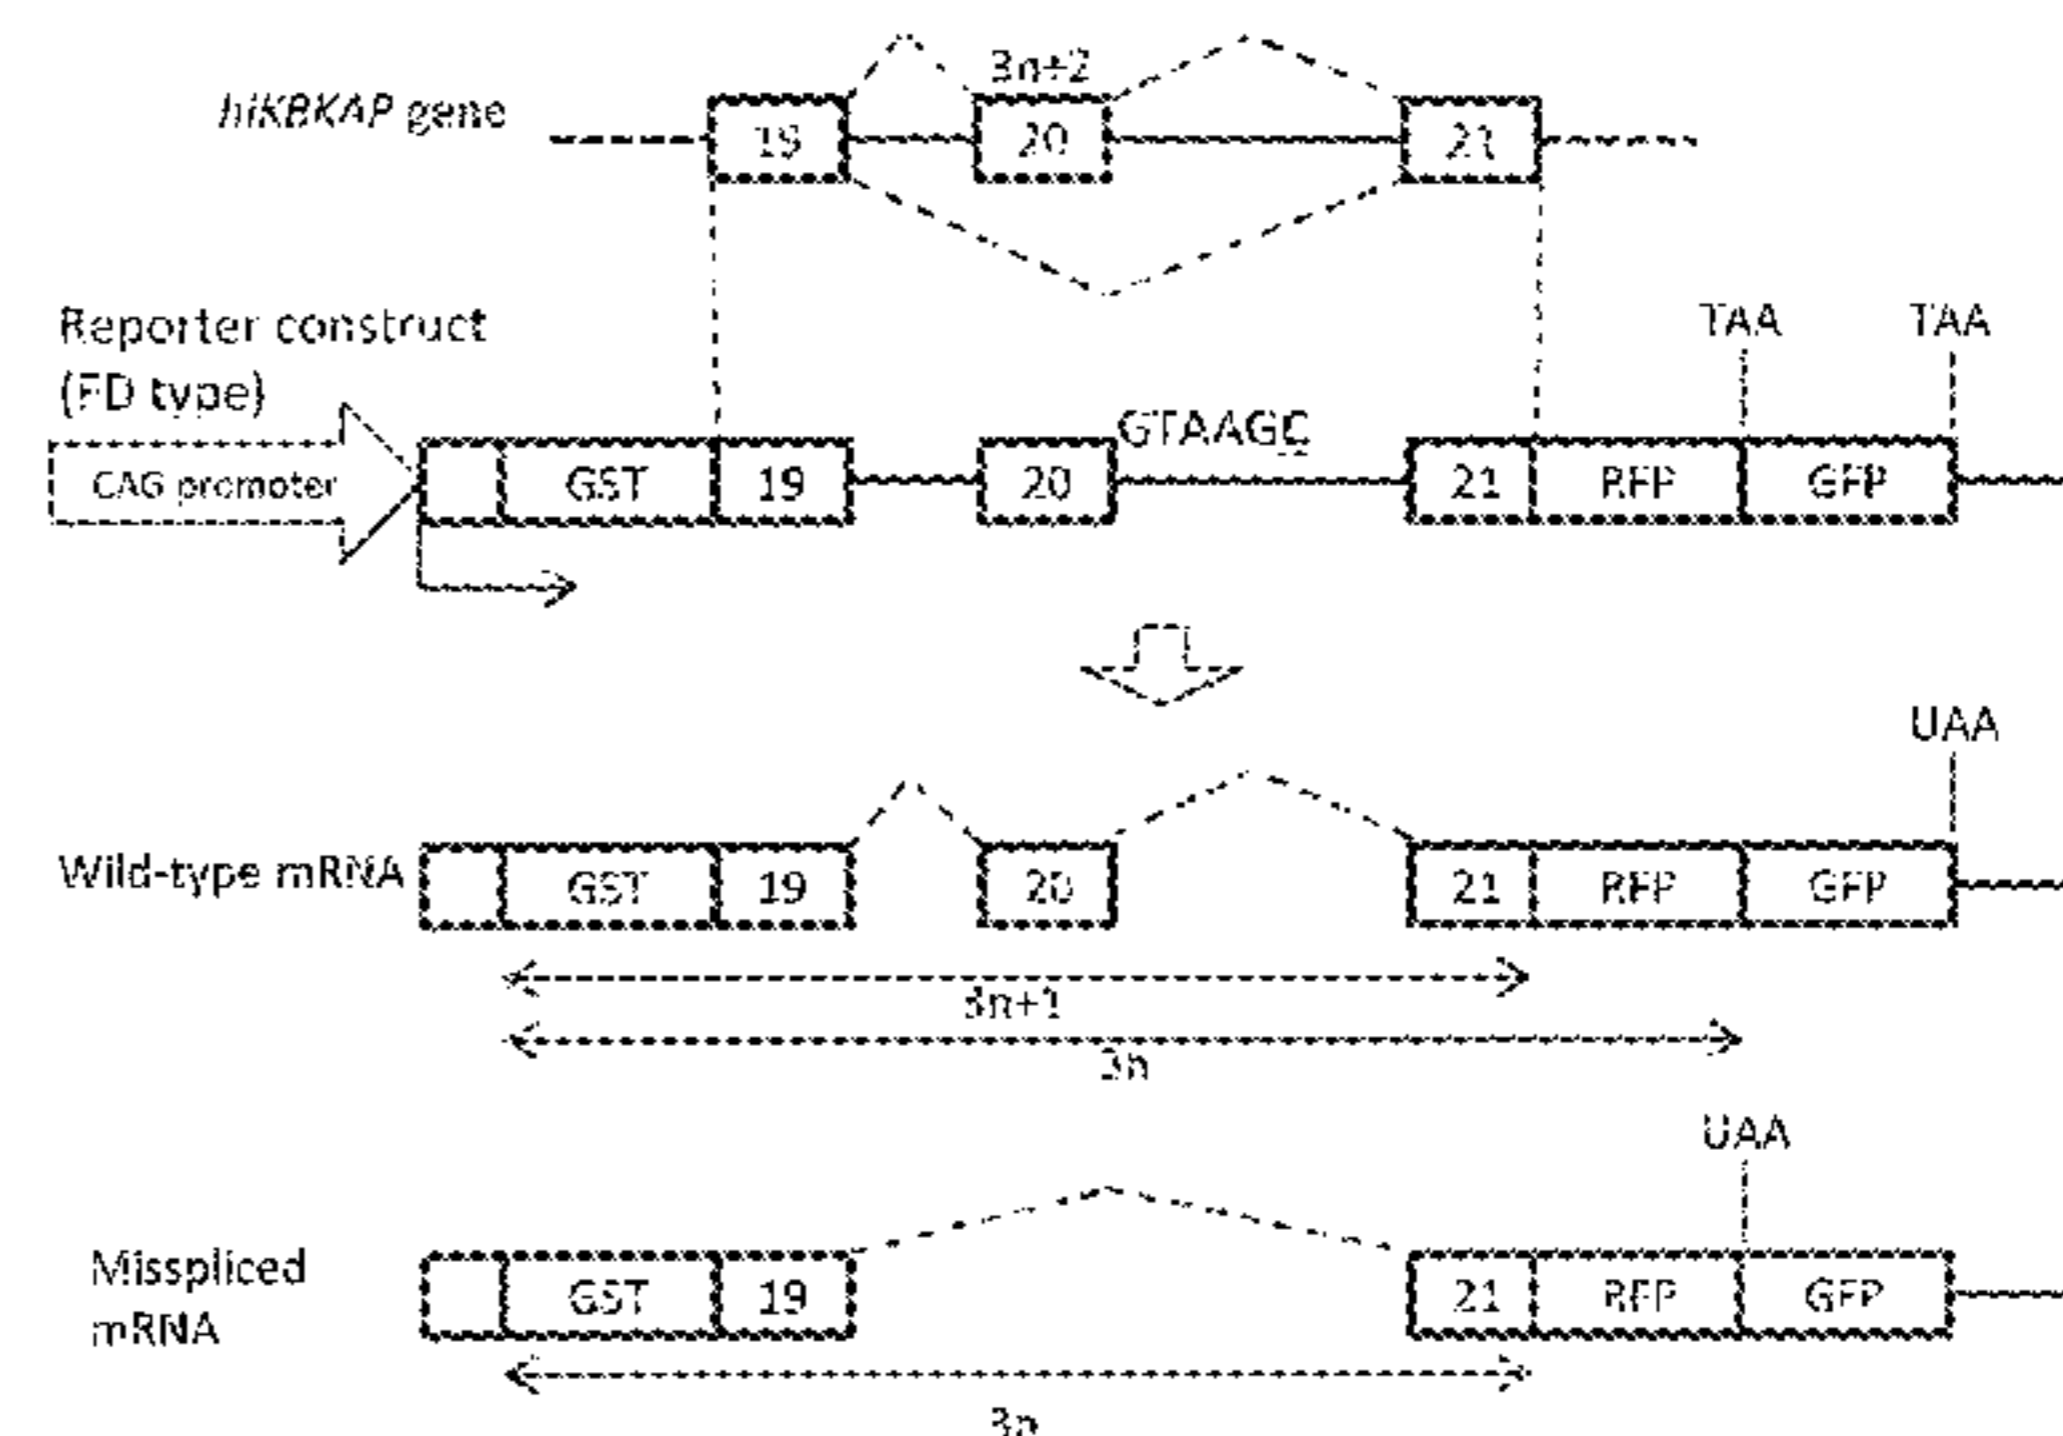 3n+2
hIKBKAP gene
19 20 21
Reporter construct
(FD type)
TAA TAA
GTAAGC
CAG promoter
GST 19 20 21 RFP GFP
UAA
Wild-type mRNA
GST 19 20 21 RFP GFP
3n+1
3n
UAA
Misspliced
mRNA
GST 19 21 RFP GFP
3n